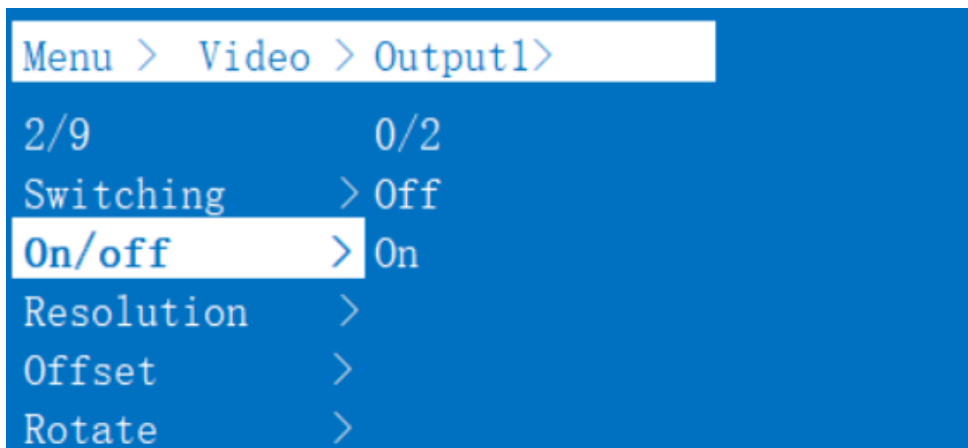 Menu > Video > Output1>
2/9 0/2
Switching > Off
On/off > On
Resolution >
Offset >
Rotate >